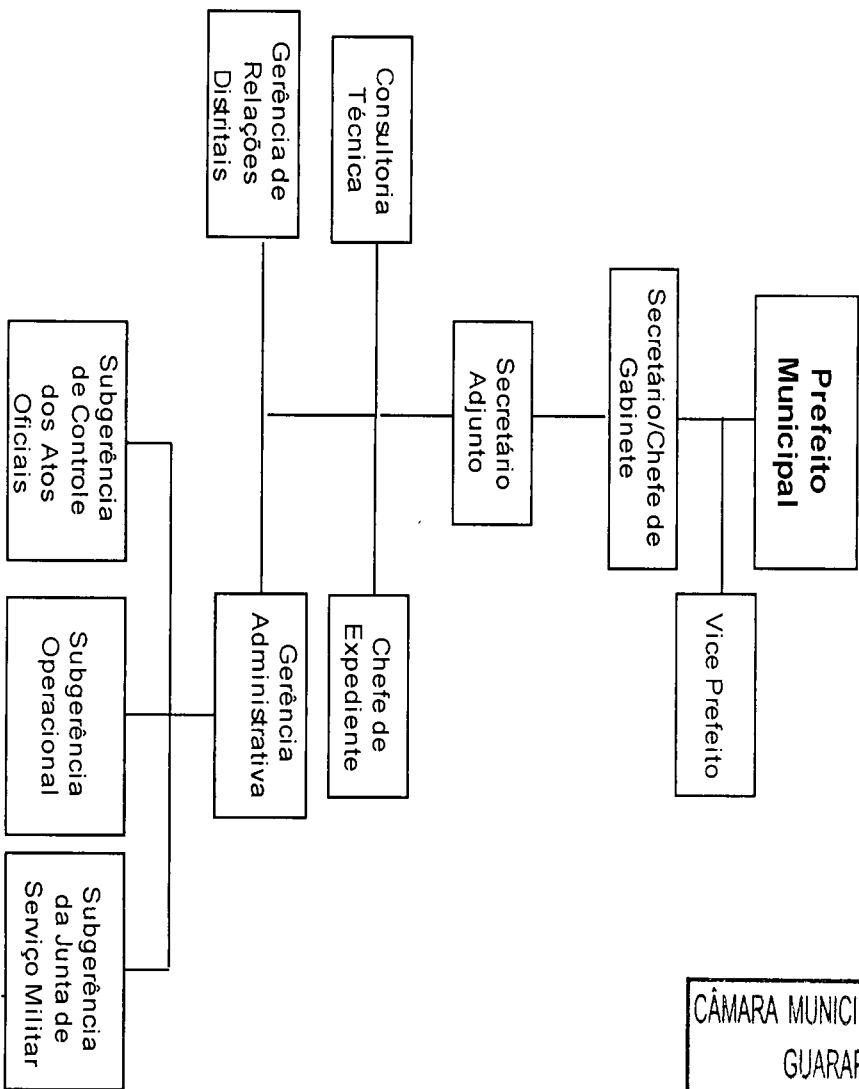 Prefeito
Municipal
Vice Prefeito
Secretário/Chefe de
Gabinete
Secretário
Adjunto
Consultoria
Técnica
Chefe de
Expediente
Gerência de
Relações
Distritais
Gerência
Administrativa
Subgerência
de Controle
dos Atos
Oficiais
Subgerência
Operacional
Subgerência
da Junta de
Serviço Militar
CÂMARA